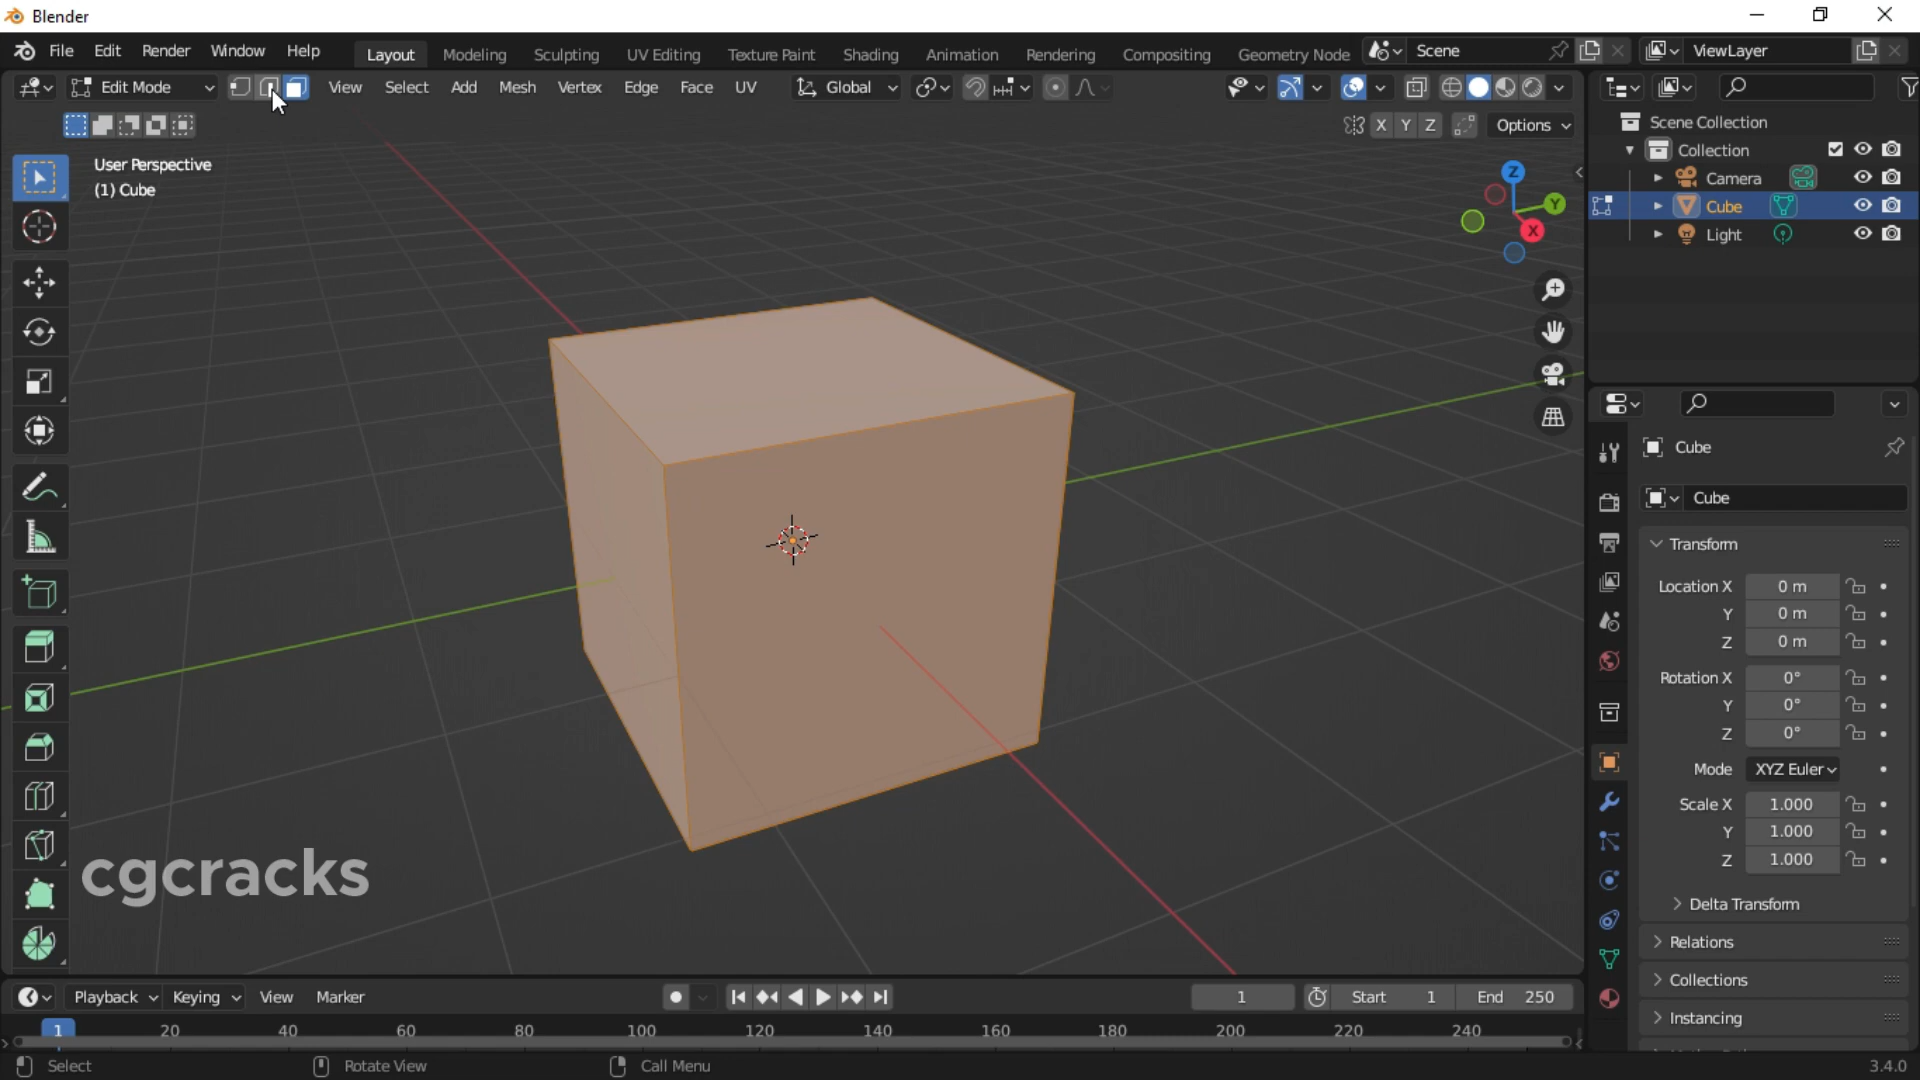 Blender
File Edit Render Window Help Layout Modeling Sculpting UV Editing Texture Paint Shading Animation Rendering Compositing Geometry Node Scene ViewLayer
Edit Mode View Select Add Mesh Vertex Edge Face UV Global
X Y Z Options
User Perspective
(1) Cube
Z
Y
X
Scene Collection
Collection
Camera
Cube
Light
Cube
Cube
Transform
Location X 0 m
Y 0 m
Z 0 m
Rotation X 0°
Y 0°
Z 0°
Mode XYZ Euler
Scale X 1.000
Y 1.000
Z 1.000
Delta Transform
Relations
Collections
Instancing
cgcracks
Playback Keying View Marker 1 Start 1 End 250
1 20 40 60 80 100 120 140 160 180 200 220 240
Select Rotate View Call Menu 3.4.0